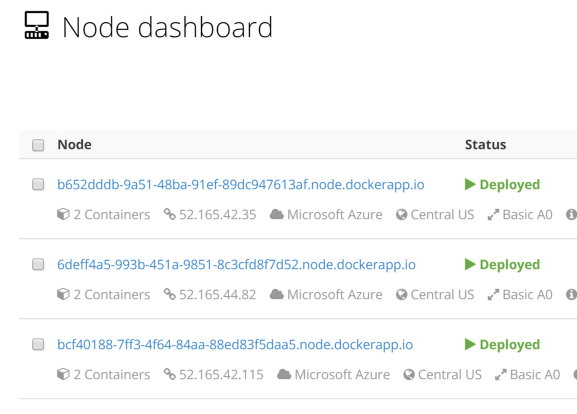 Node dashboard
Node Status
b652dddb-9a51-48ba-91ef-89dc947613af.node.dockerapp.io Deployed
2 Containers 52.165.42.35 Microsoft Azure Central US Basic A0
6deff4a5-993b-451a-9851-8c3cfd8f7d52.node.dockerapp.io Deployed
2 Containers 52.165.44.82 Microsoft Azure Central US Basic A0
bcf40188-7ff3-4f64-84aa-88ed83f5daa5.node.dockerapp.io Deployed
2 Containers 52.165.42.115 Microsoft Azure Central US Basic A0